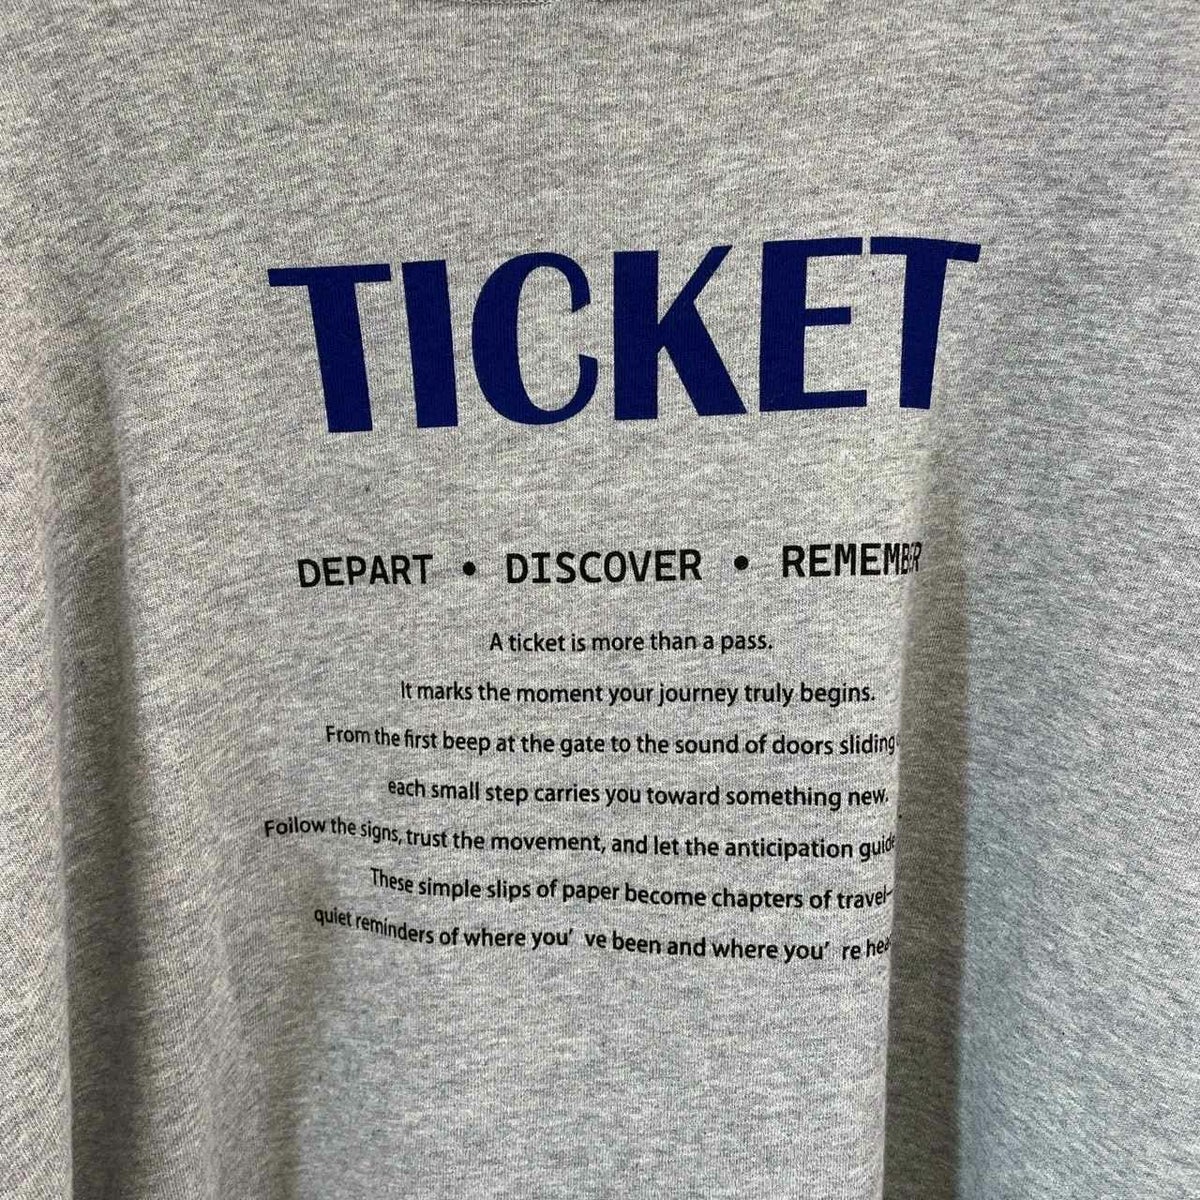 TICKET
DEPART • DISCOVER • REMEMBER
A ticket is more than a pass.
It marks the moment your journey truly begins.
From the first beep at the gate to the sound of doors sliding
each small step carries you toward something new.
Follow the signs, trust the movement, and let the anticipation guide
These simple slips of paper become chapters of travel–
quiet reminders of where you’ ve been and where you’ re